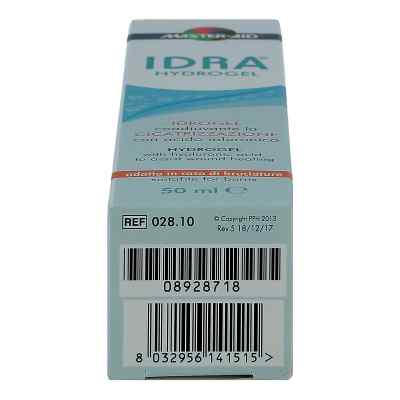 MASTER-AID
IDRA
HYDROGEL
IDROGEL
coadiuvante la
CICATRIZZAZIONE
con acido ialuronico
HYDROGEL
with hyaluronic acid
to assist wound healing
adatto in caso di bruciature
suitable for burns
50 ml CE
REF 028.10
© Copyright PPH 2013
Rev.5 18/12/17
08928718
8 032956 141515 >